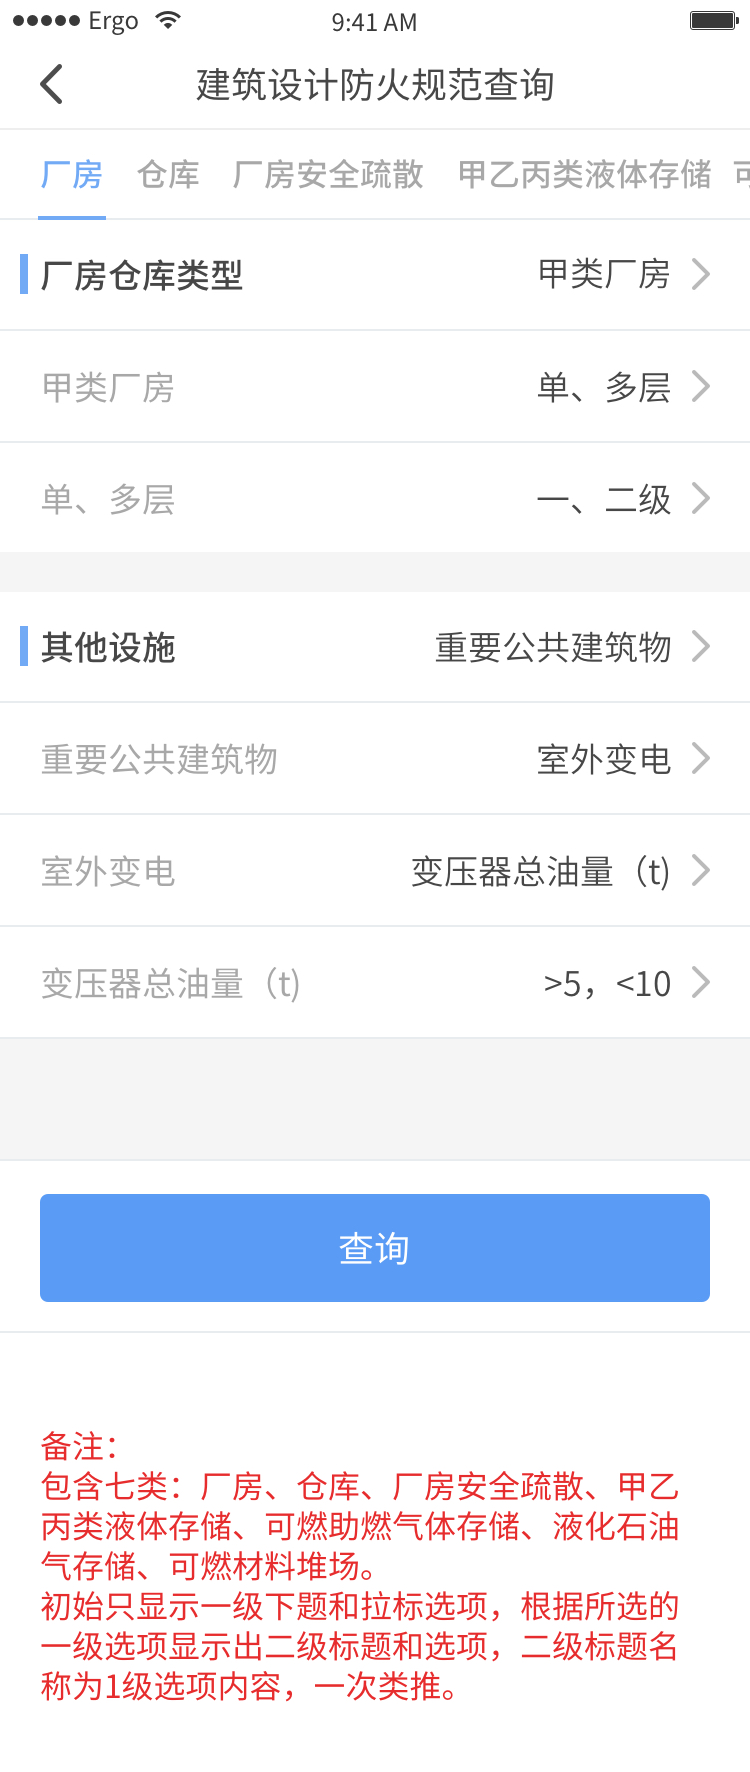 Ergo 9:41 AM
建筑设计防火规范查询
厂房 仓库 厂房安全疏散 甲乙丙类液体存储
厂房仓库类型 甲类厂房
甲类厂房 单、多层
单、多层 一、二级
其他设施 重要公共建筑物
重要公共建筑物 室外变电
室外变电 变压器总油量（t)
变压器总油量（t) >5，<10
查询
备注：
包含七类：厂房、仓库、厂房安全疏散、甲乙
丙类液体存储、可燃助燃气体存储、液化石油
气存储、可燃材料堆场。
初始只显示一级下题和拉标选项，根据所选的
一级选项显示出二级标题和选项，二级标题名
称为1级选项内容，一次类推。